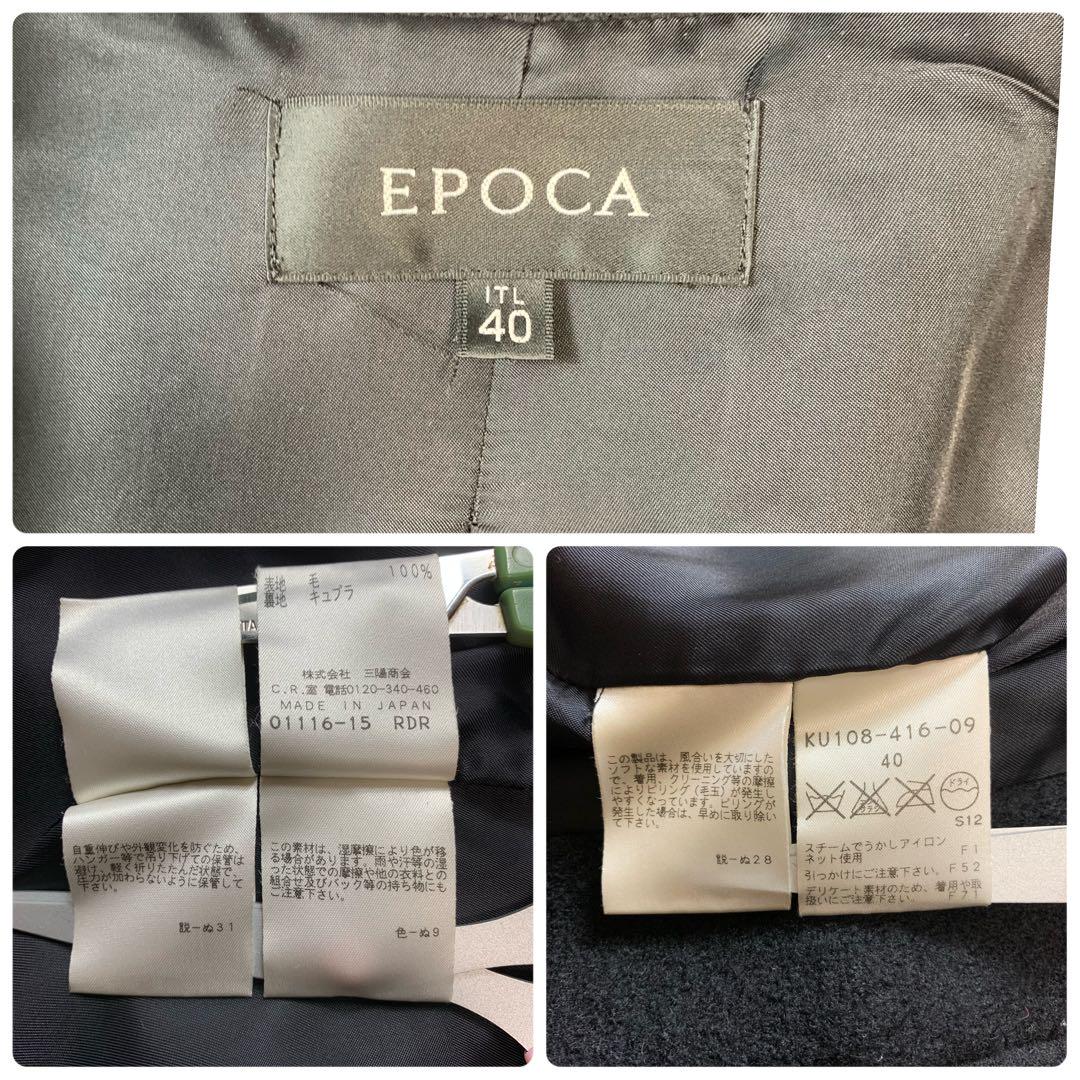 EPOCA
ITL
40
表地 毛 100%
裏地 キュプラ
株式会社 三陽商会
C.R.室 電話0120-340-460
MADE IN JAPAN
01116-15 RDR
自重伸びや外観変化を防ぐため、
ハンガー等で吊り下げての保管は
避け、軽く折りたたんだ状態で、
圧力が加わらないように保管して
下さい。
説-ぬ31
この素材は、湿摩擦により色が移
る場合があります。雨や汗等の湿
った状態での摩擦や他の衣料との
組合せ及びバック等の持ち物にも
ご注意下さい。
色-ぬ9
この製品は、風合いを大切にした
ソフトな素材を使用していますの
で、着用、クリーニング等の摩擦
によりピリング(毛玉)が発生し
やすくなっています。ピリングが
発生した場合は、早めに取り除い
て下さい。
説-ぬ28
KU108-416-09
40
エンソ
サラシ
ドライ
S12
スチームでうかしアイロン
ネット使用 F1
引っかけにご注意下さい。F52
デリケート素材のため、着用や取
扱いにご注意下さい。F71